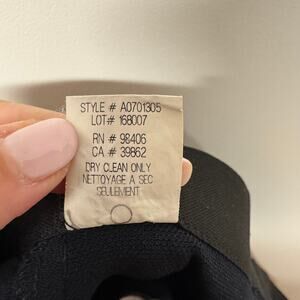 STYLE # A0701305
LOT# 168007
RN # 98406
CA # 39862
DRY CLEAN ONLY
NETTOYAGE A SEC
SEULEMENT